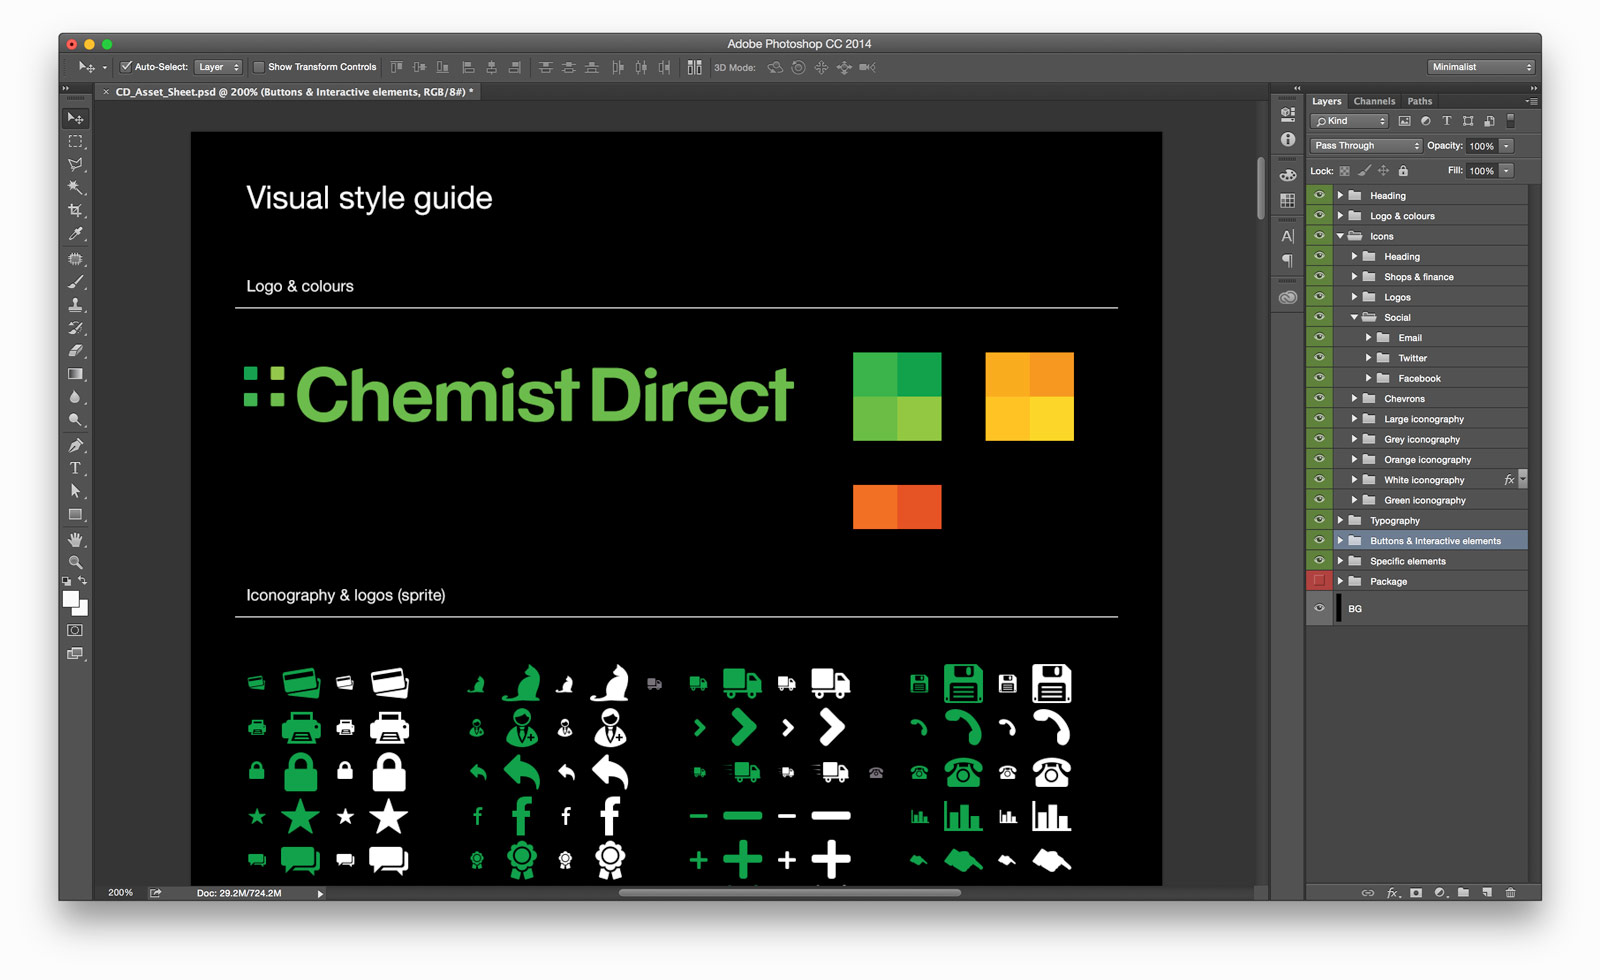 Adobe Photoshop CC 2014
Auto-Select: Layer Show Transform Controls 3D Mode: Minimalist
× CD_Asset_Sheet.psd @ 200% (Buttons & Interactive elements, RGB/8#) *
Visual style guide
Logo & colours
Chemist Direct
Iconography & logos (sprite)
200% Doc: 29.2M/724.2M
Layers Channels Paths
Kind
Pass Through Opacity: 100%
Lock: Fill: 100%
Heading
Logo & colours
Icons
Heading
Shops & finance
Logos
Social
Email
Twitter
Facebook
Chevrons
Large iconography
Grey iconography
Orange iconography
White iconography fx
Green iconography
Typography
Buttons & Interactive elements
Specific elements
Package
BG
fx